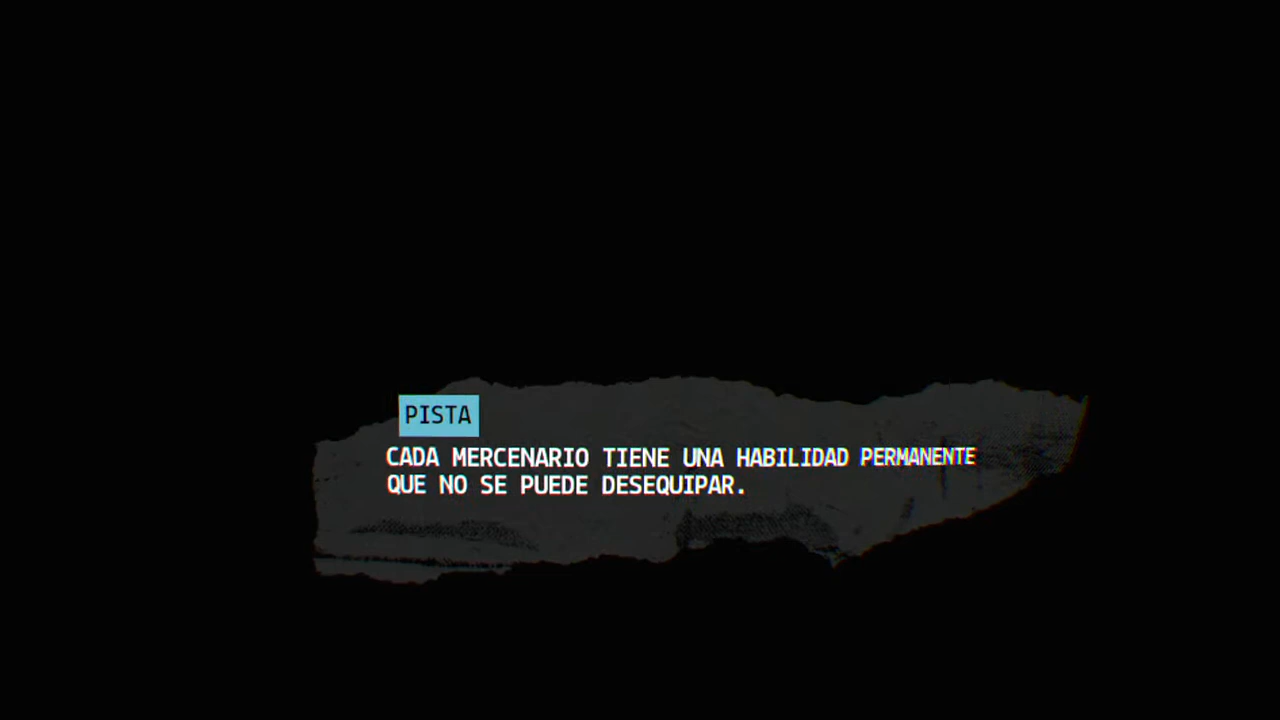 PISTA
CADA MERCENARIO TIENE UNA HABILIDAD PERMANENTE
QUE NO SE PUEDE DESEQUIPAR.